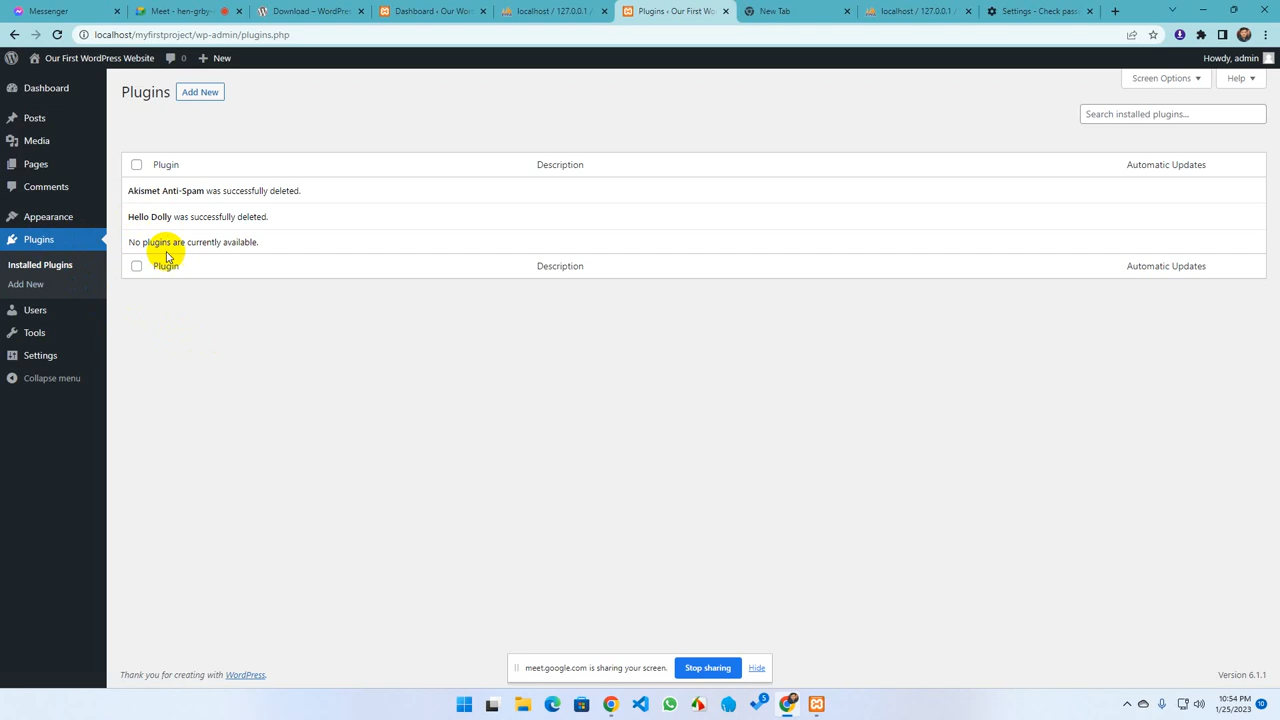 Messenger
Meet - hen-grby-
Download – WordPres
Dashboard ‹ Our Wor
localhost / 127.0.0.1 /
Plugins ‹ Our First Wo
New Tab
localhost / 127.0.0.1 /
Settings - Check pass
localhost/myfirstproject/wp-admin/plugins.php
Our First WordPress Website
0
New
Howdy, admin
Dashboard
Posts
Media
Pages
Comments
Appearance
Plugins
Installed Plugins
Add New
Users
Tools
Settings
Collapse menu
Plugins
Add New
Screen Options
Help
Search installed plugins...
Plugin Description Automatic Updates
Akismet Anti-Spam was successfully deleted.
Hello Dolly was successfully deleted.
No plugins are currently available.
Plugin Description Automatic Updates
meet.google.com is sharing your screen.
Stop sharing
Hide
Thank you for creating with WordPress.
Version 6.1.1
5
10:54 PM
1/25/2023
10